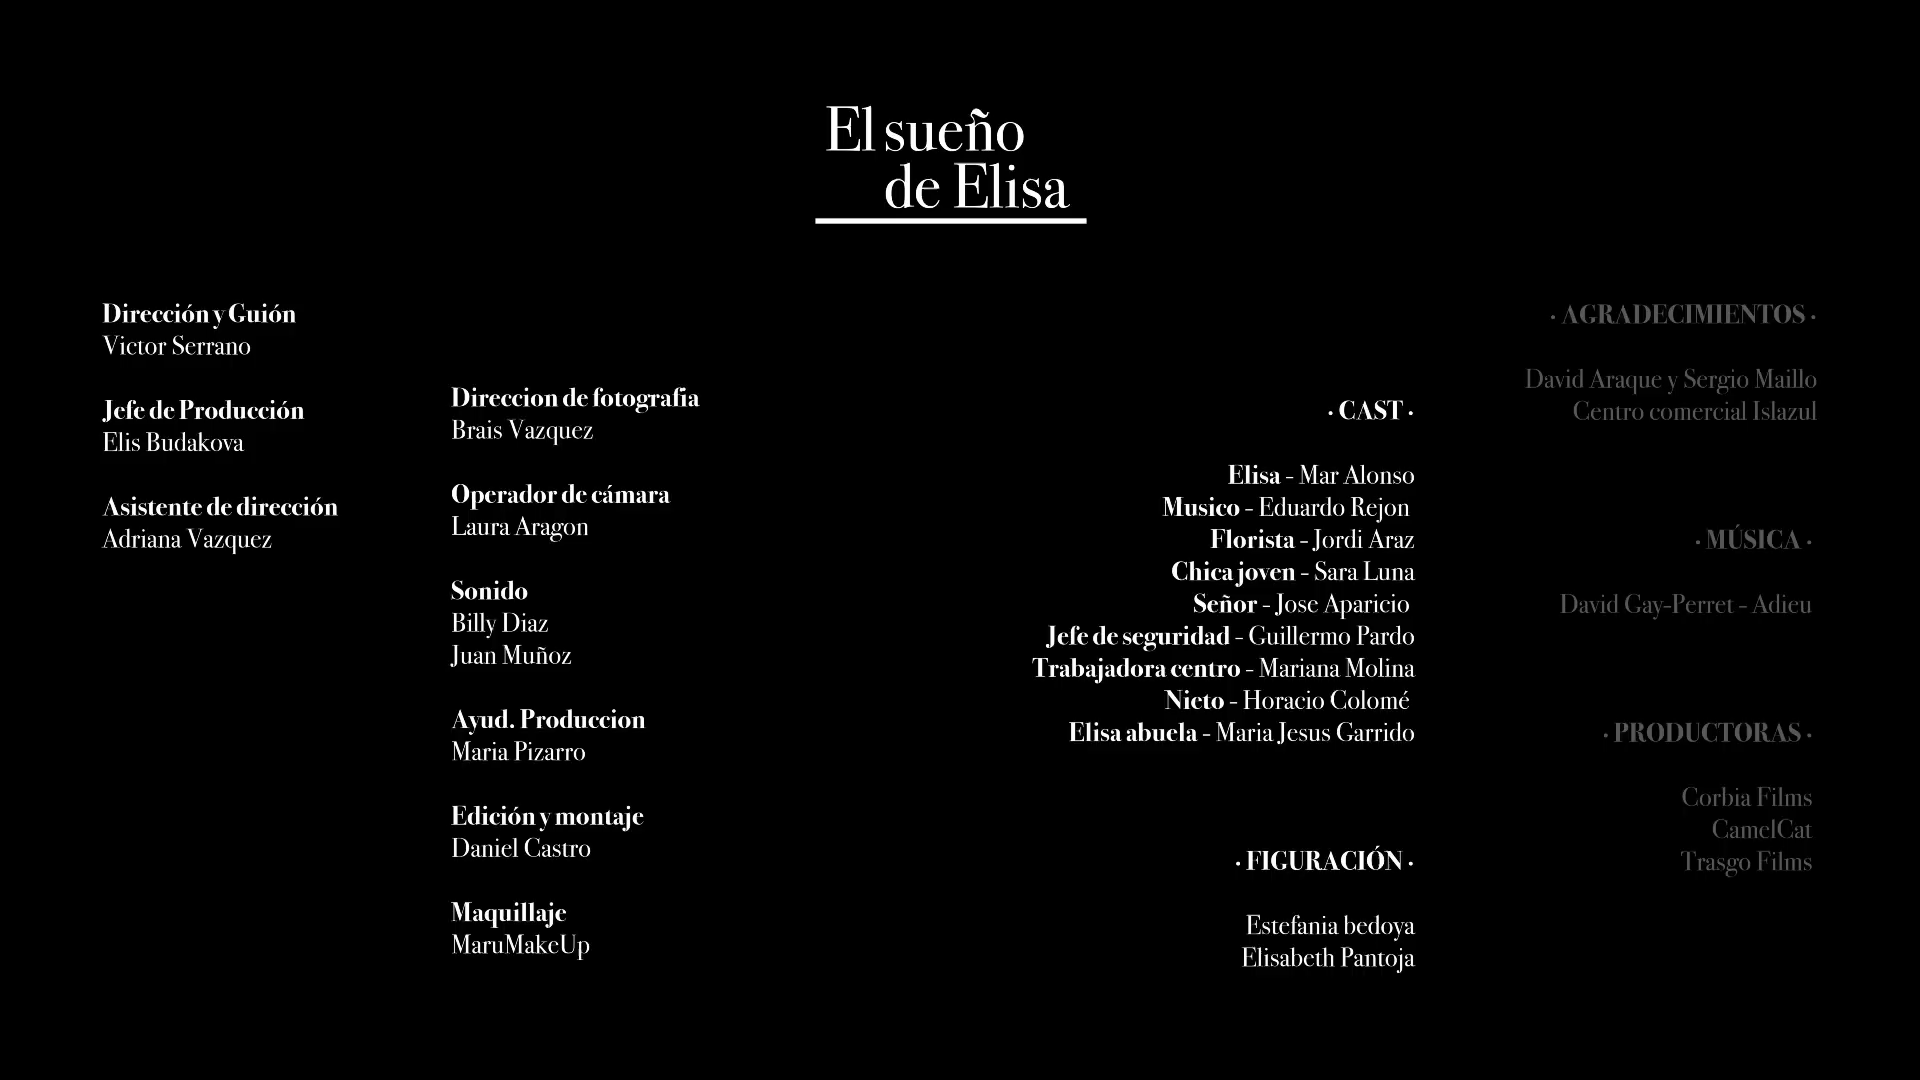 El sueño
de Elisa
Dirección y Guión
Victor Serrano
Jefe de Producción
Elis Budakova
Asistente de dirección
Adriana Vazquez
Direccion de fotografia
Brais Vazquez
Operador de cámara
Laura Aragon
Sonido
Billy Diaz
Juan Muñoz
Ayud. Produccion
Maria Pizarro
Edición y montaje
Daniel Castro
Maquillaje
MaruMakeUp
· CAST ·
Elisa - Mar Alonso
Musico - Eduardo Rejon
Florista - Jordi Araz
Chica joven - Sara Luna
Señor - Jose Aparicio
Jefe de seguridad - Guillermo Pardo
Trabajadora centro - Mariana Molina
Nieto - Horacio Colomé
Elisa abuela - Maria Jesus Garrido
· FIGURACIÓN ·
Estefania bedoya
Elisabeth Pantoja
· AGRADECIMIENTOS ·
David Araque y Sergio Maillo
Centro comercial Islazul
· MÚSICA ·
David Gay-Perret - Adieu
· PRODUCTORAS ·
Corbia Films
CamelCat
Trasgo Films